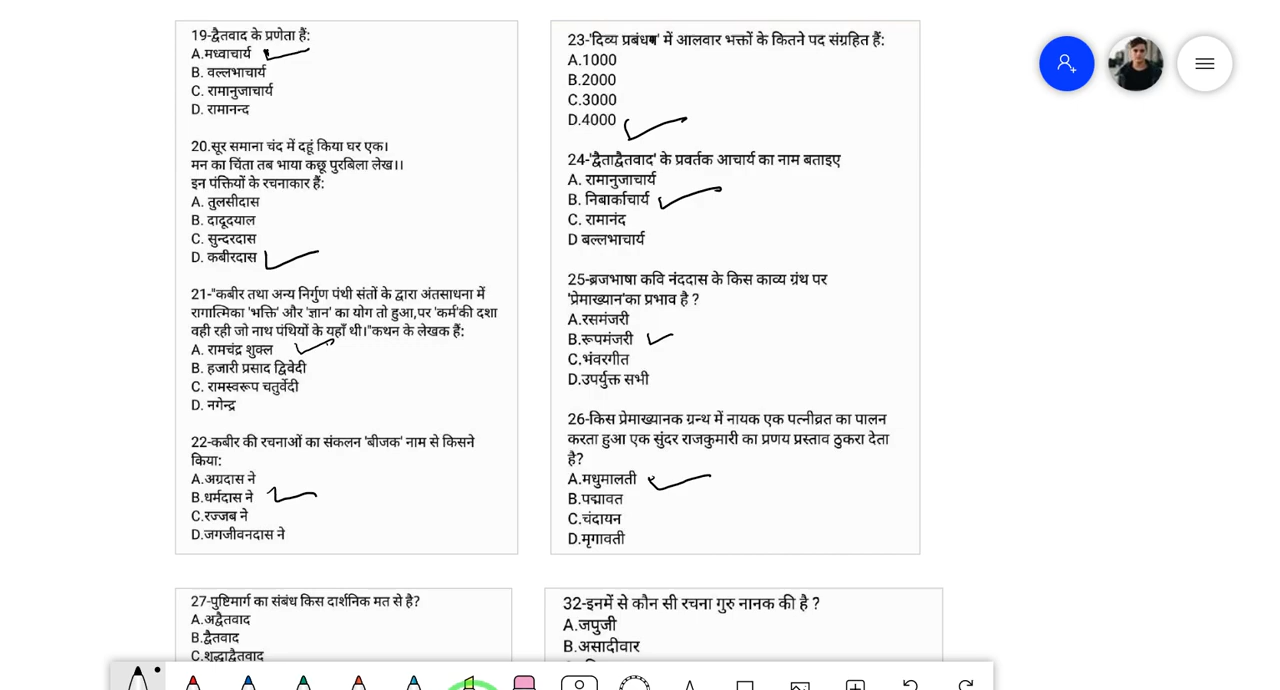 19-द्वैतवाद के प्रणेता हैं:
A.मध्वाचार्य
B. वल्लभाचार्य
C. रामानुजाचार्य
D. रामानन्द
20.सूर समाना चंद में दहूं किया घर एक।
मन का चिंता तब भाया कछू पुरबिला लेख।।
इन पंक्तियों के रचनाकार हैं:
A. तुलसीदास
B. दादूदयाल
C. सुन्दरदास
D. कबीरदास
21-"कबीर तथा अन्य निर्गुण पंथी संतों के द्वारा अंतसाधना में
रागात्मिका 'भक्ति' और 'ज्ञान' का योग तो हुआ,पर 'कर्म'की दशा
वही रही जो नाथ पंथियों के यहाँ थी।"कथन के लेखक हैं:
A. रामचंद्र शुक्ल
B. हजारी प्रसाद द्विवेदी
C. रामस्वरूप चतुर्वेदी
D. नगेन्द्र
22-कबीर की रचनाओं का संकलन 'बीजक' नाम से किसने
किया:
A.अग्रदास ने
B.धर्मदास ने
C.रज्जब ने
D.जगजीवनदास ने
23-'दिव्य प्रबंधम' में आलवार भक्तों के कितने पद संग्रहित हैं:
A.1000
B.2000
C.3000
D.4000
24-'द्वैताद्वैतवाद' के प्रवर्तक आचार्य का नाम बताइए
A. रामानुजाचार्य
B. निबार्काचार्य
C. रामानंद
D बल्लभाचार्य
25-ब्रजभाषा कवि नंददास के किस काव्य ग्रंथ पर
'प्रेमाख्यान'का प्रभाव है ?
A.रसमंजरी
B.रूपमंजरी
C.भंवरगीत
D.उपर्युक्त सभी
26-किस प्रेमाख्यानक ग्रन्थ में नायक एक पत्नीव्रत का पालन
करता हुआ एक सुंदर राजकुमारी का प्रणय प्रस्ताव ठुकरा देता
है?
A.मधुमालती
B.पद्मावत
C.चंदायन
D.मृगावती
27-पुष्टिमार्ग का संबंध किस दार्शनिक मत से है?
A.अद्वैतवाद
B.द्वैतवाद
C.शुद्धाद्वैतवाद
32-इनमें से कौन सी रचना गुरु नानक की है ?
A.जपुजी
B.असादीवार